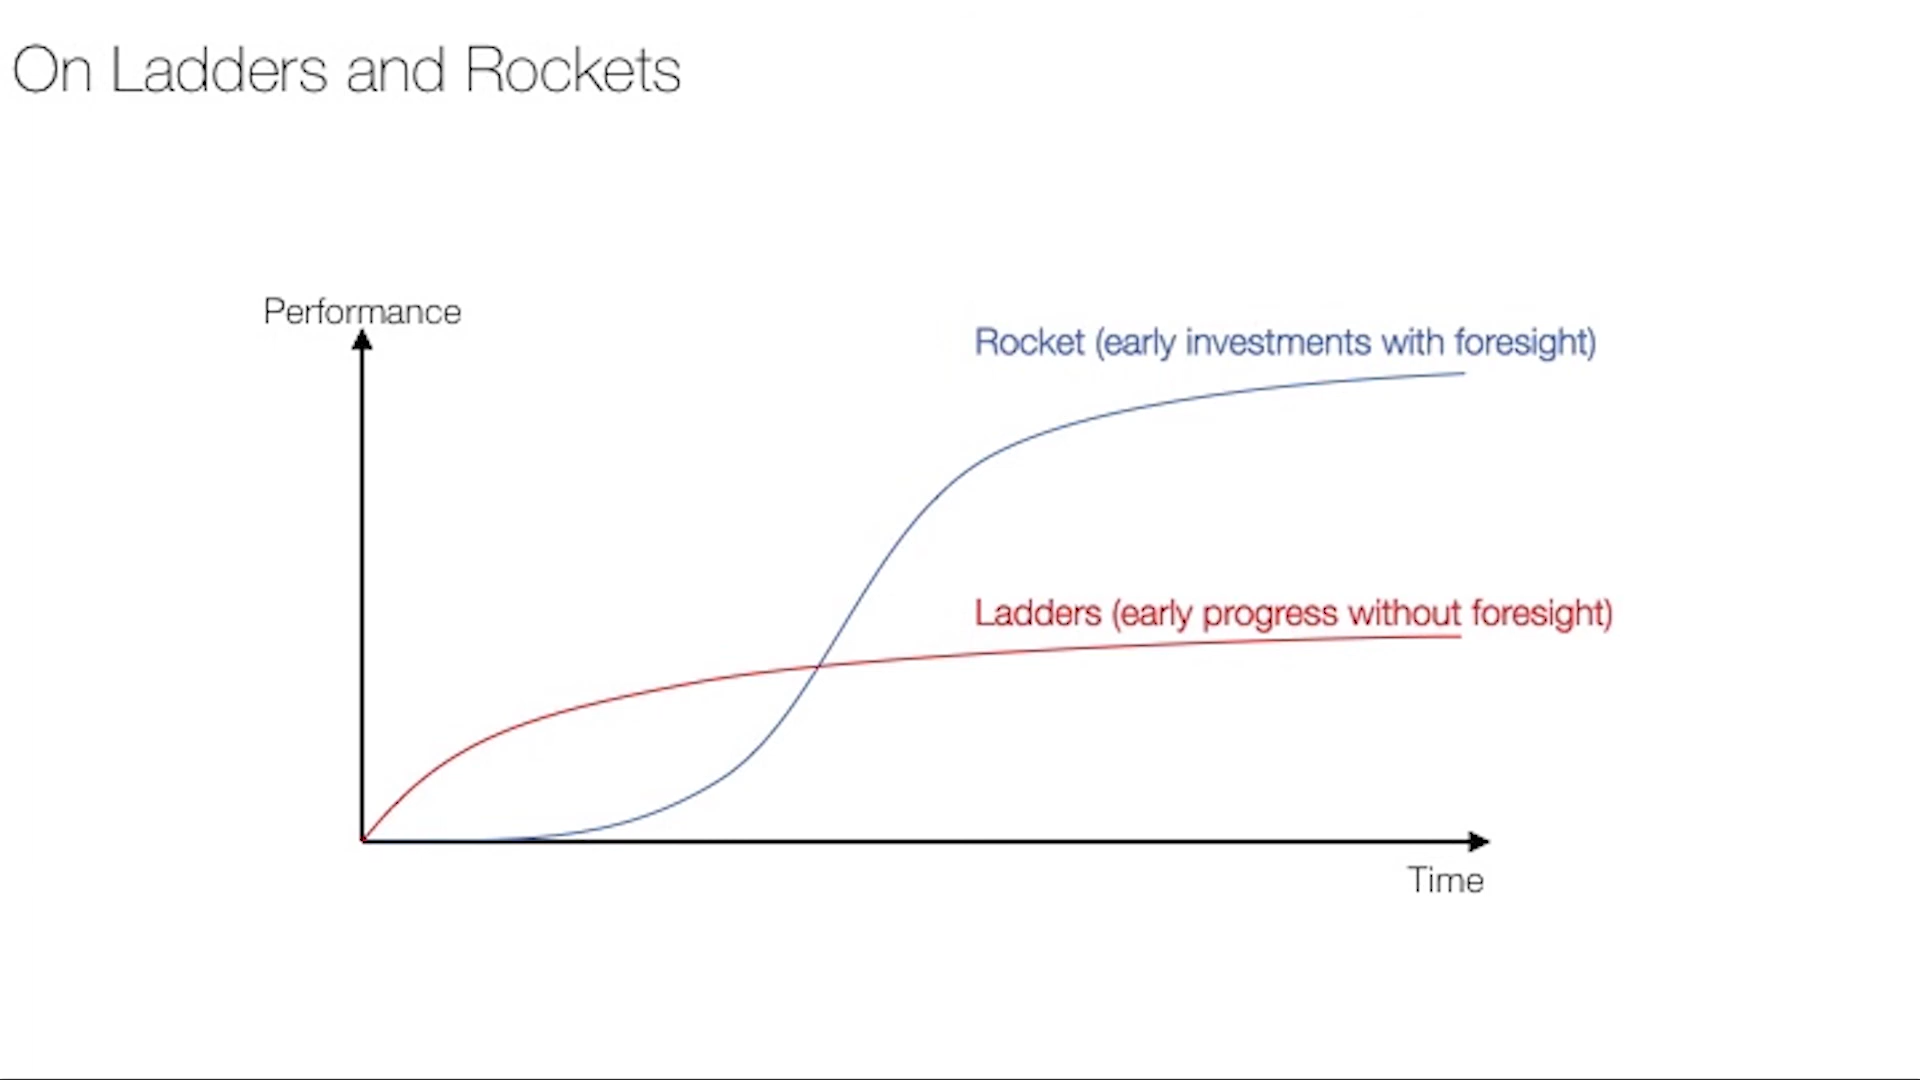 On Ladders and Rockets
Performance
Rocket (early investments with foresight)
Ladders (early progress without foresight)
Time